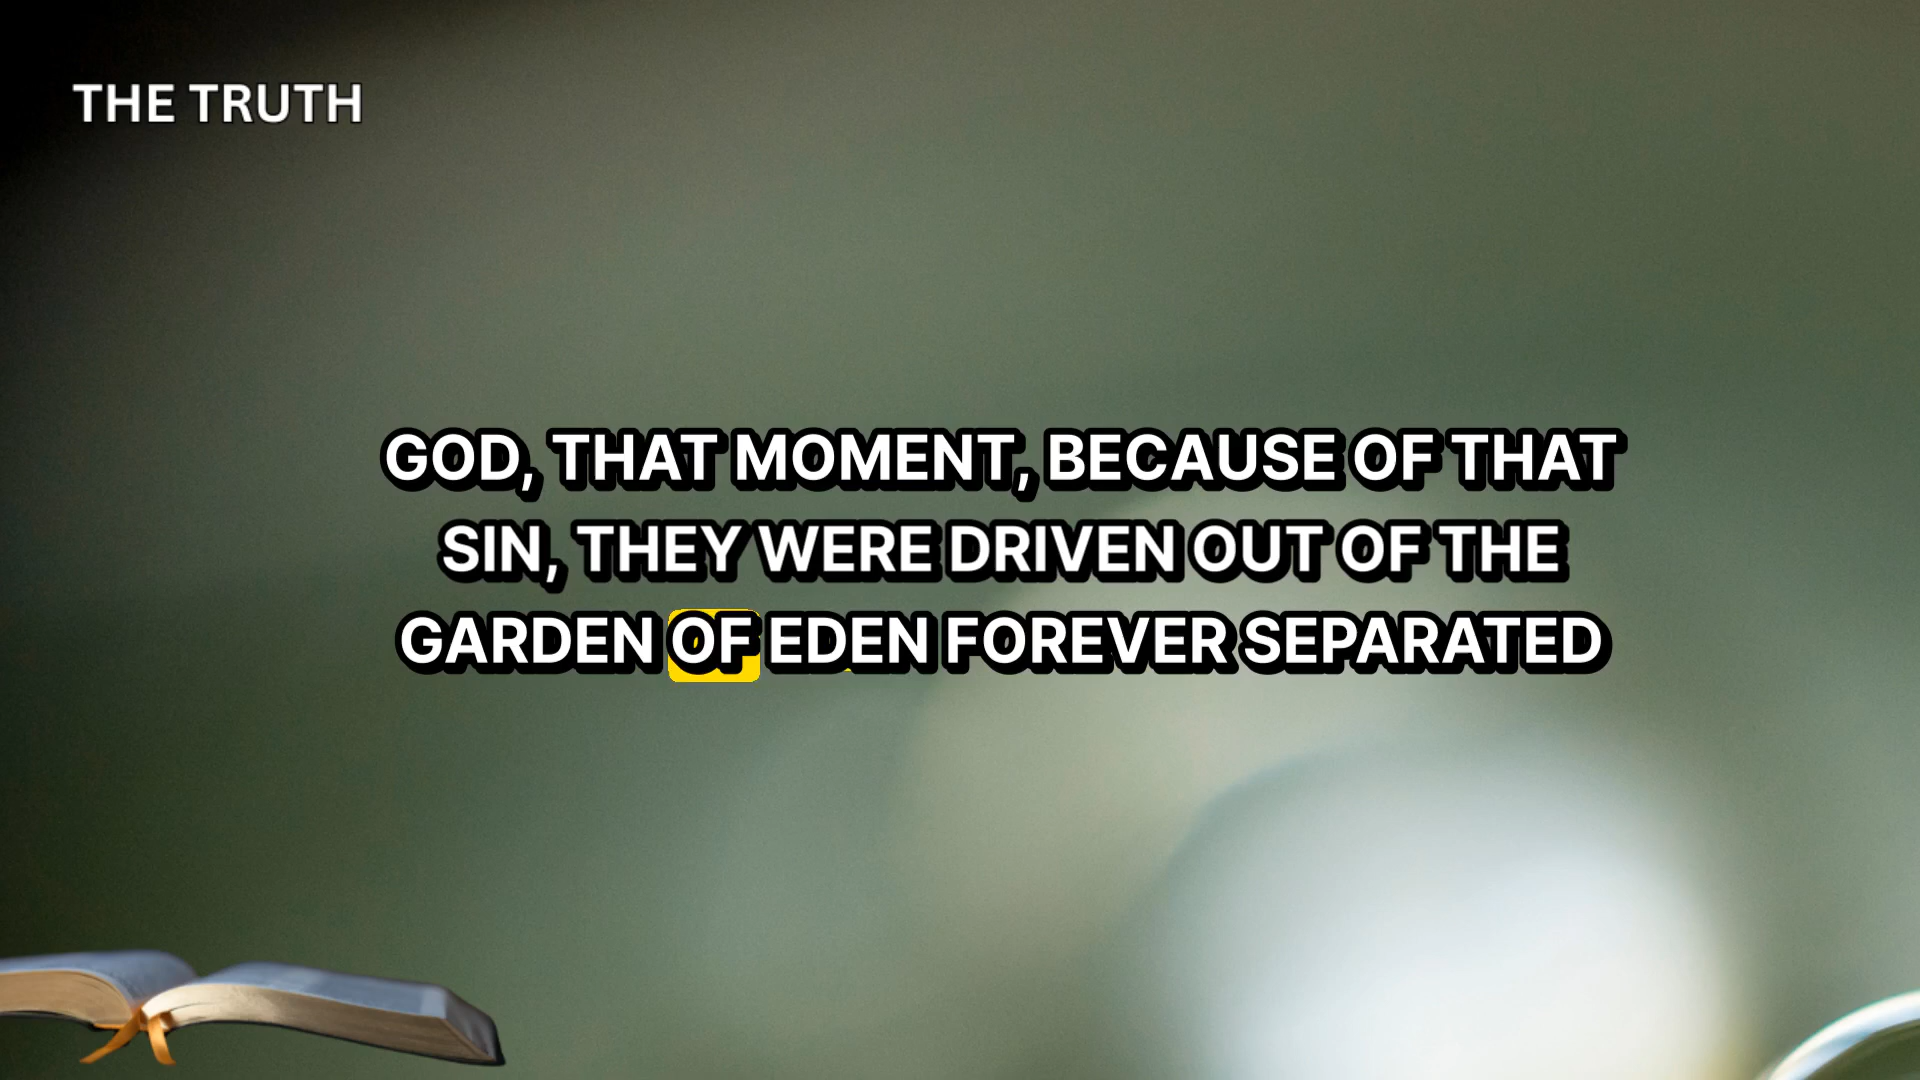 THE TRUTH
GOD, THAT MOMENT, BECAUSE OF THAT
SIN, THEY WERE DRIVEN OUT OF THE
GARDEN OF EDEN FOREVER SEPARATED